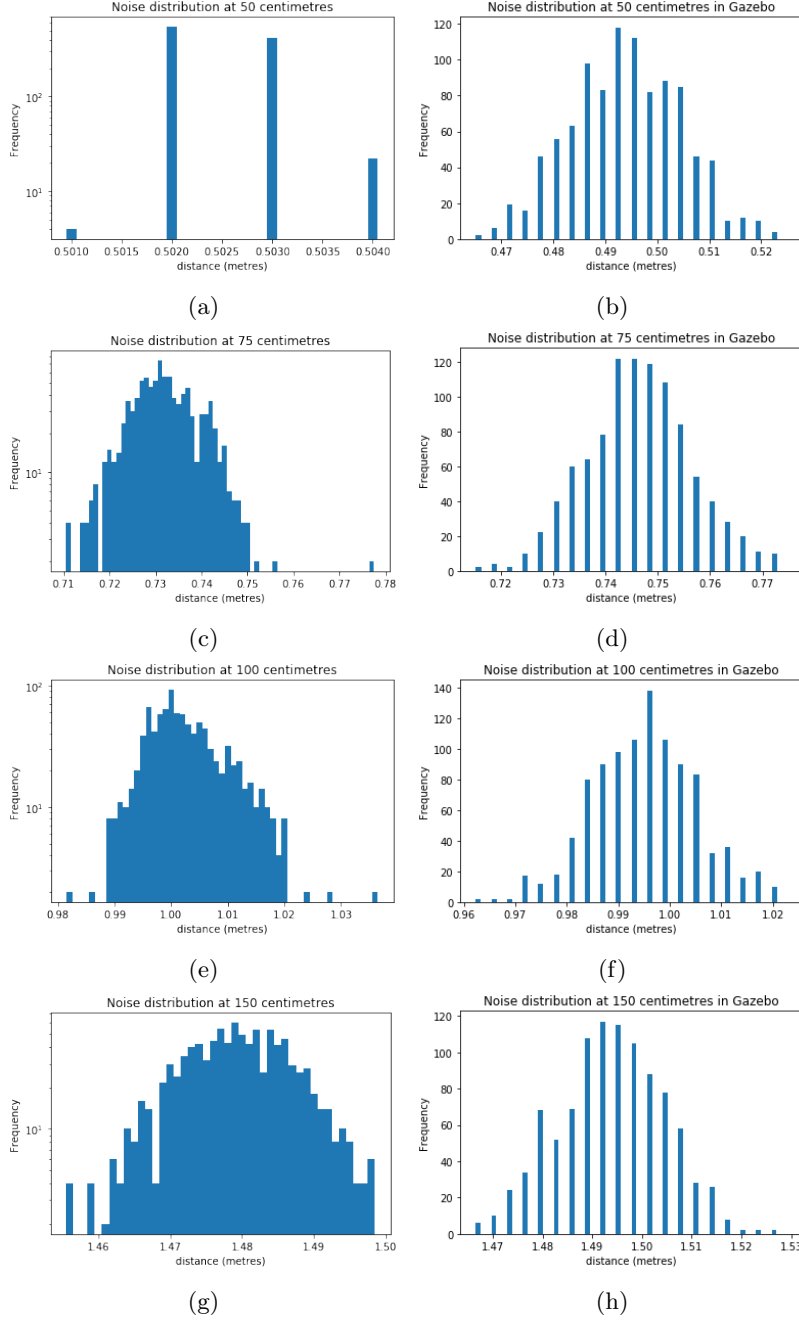 Noise distribution at 50 centimetres
Frequency
10²
10¹
0.5010 0.5015 0.5020 0.5025 0.5030 0.5035 0.5040
distance (metres)
(a)
Noise distribution at 50 centimetres in Gazebo
Frequency
120
100
80
60
40
20
0
0.47 0.48 0.49 0.50 0.51 0.52
distance (metres)
(b)
Noise distribution at 75 centimetres
Frequency
10¹
0.71 0.72 0.73 0.74 0.75 0.76 0.77 0.78
distance (metres)
(c)
Noise distribution at 75 centimetres in Gazebo
Frequency
120
100
80
60
40
20
0
0.72 0.73 0.74 0.75 0.76 0.77
distance (metres)
(d)
Noise distribution at 100 centimetres
Frequency
10²
10¹
0.98 0.99 1.00 1.01 1.02 1.03
distance (metres)
(e)
Noise distribution at 100 centimetres in Gazebo
Frequency
140
120
100
80
60
40
20
0
0.96 0.97 0.98 0.99 1.00 1.01 1.02
distance (metres)
(f)
Noise distribution at 150 centimetres
Frequency
10¹
1.46 1.47 1.48 1.49 1.50
distance (metres)
(g)
Noise distribution at 150 centimetres in Gazebo
Frequency
120
100
80
60
40
20
0
1.47 1.48 1.49 1.50 1.51 1.52 1.53
distance (metres)
(h)